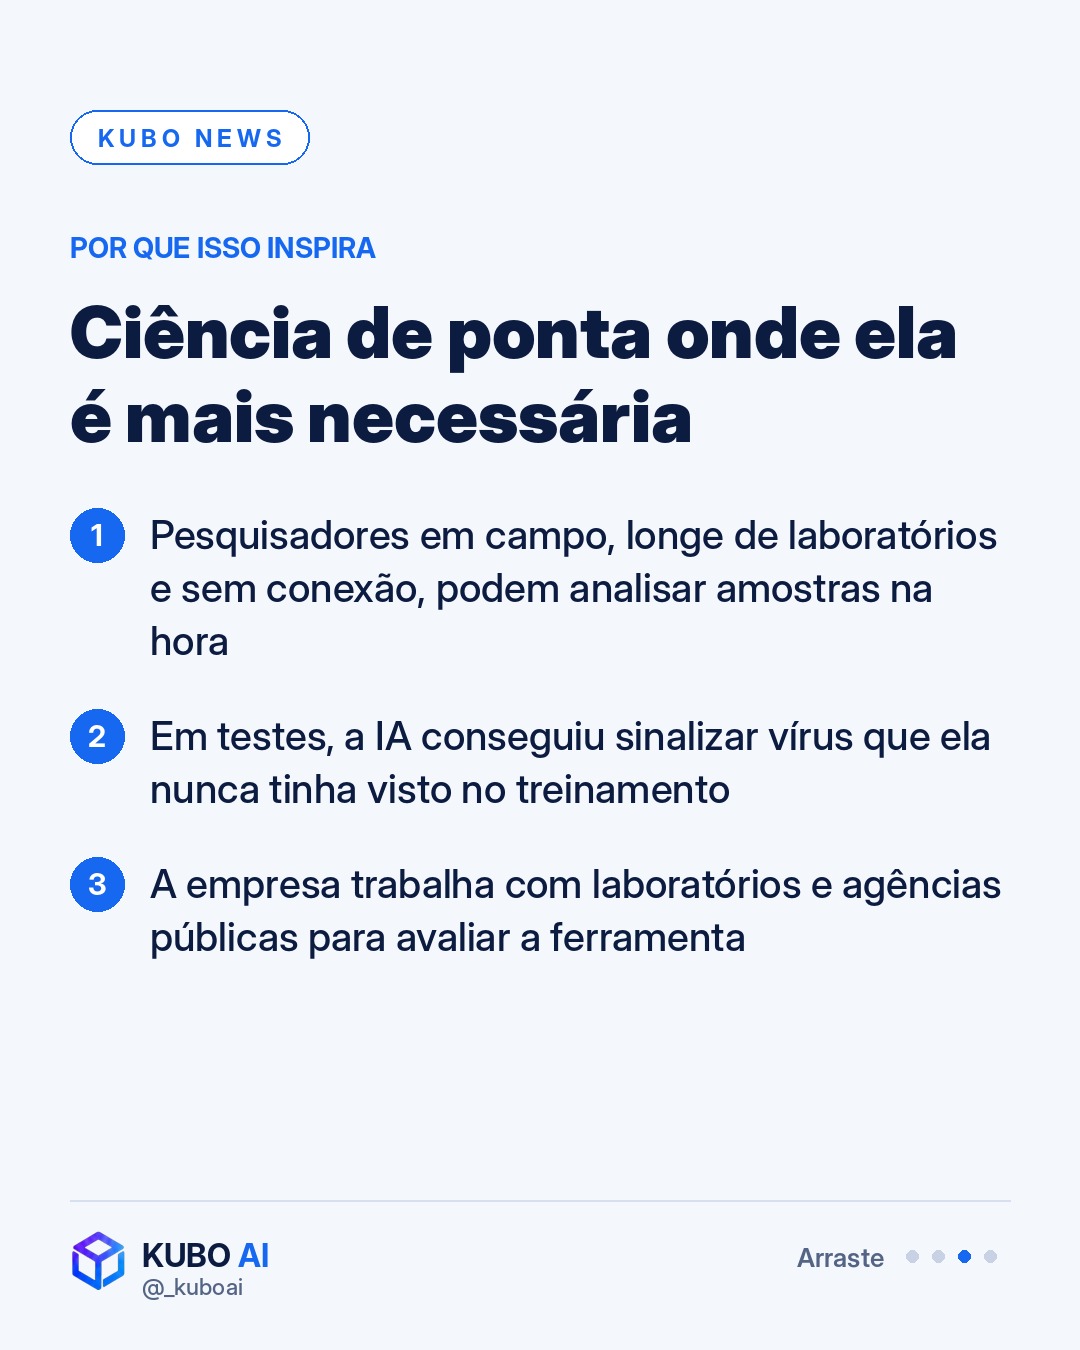 KUBO NEWS
POR QUE ISSO INSPIRA
Ciência de ponta onde ela
é mais necessária
1 Pesquisadores em campo, longe de laboratórios
e sem conexão, podem analisar amostras na
hora
2 Em testes, a IA conseguiu sinalizar vírus que ela
nunca tinha visto no treinamento
3 A empresa trabalha com laboratórios e agências
públicas para avaliar a ferramenta
KUBO AI
@_kuboai
Arraste